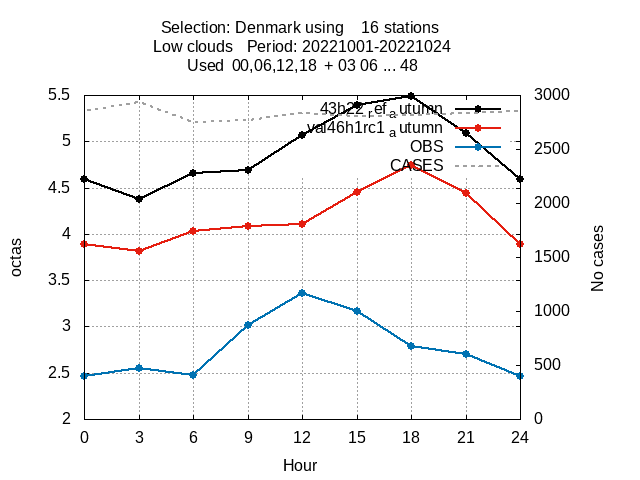 Selection: Denmark using    16 stations
Low clouds   Period: 20221001-20221024
Used  00,06,12,18  + 03 06 ... 48
43h22_ref_autumn
val46h1rc1_autumn
OBS
CASES
5.5
5
4.5
4
3.5
3
2.5
2
3000
2500
2000
1500
1000
500
0
octas
No cases
0 3 6 9 12 15 18 21 24
Hour